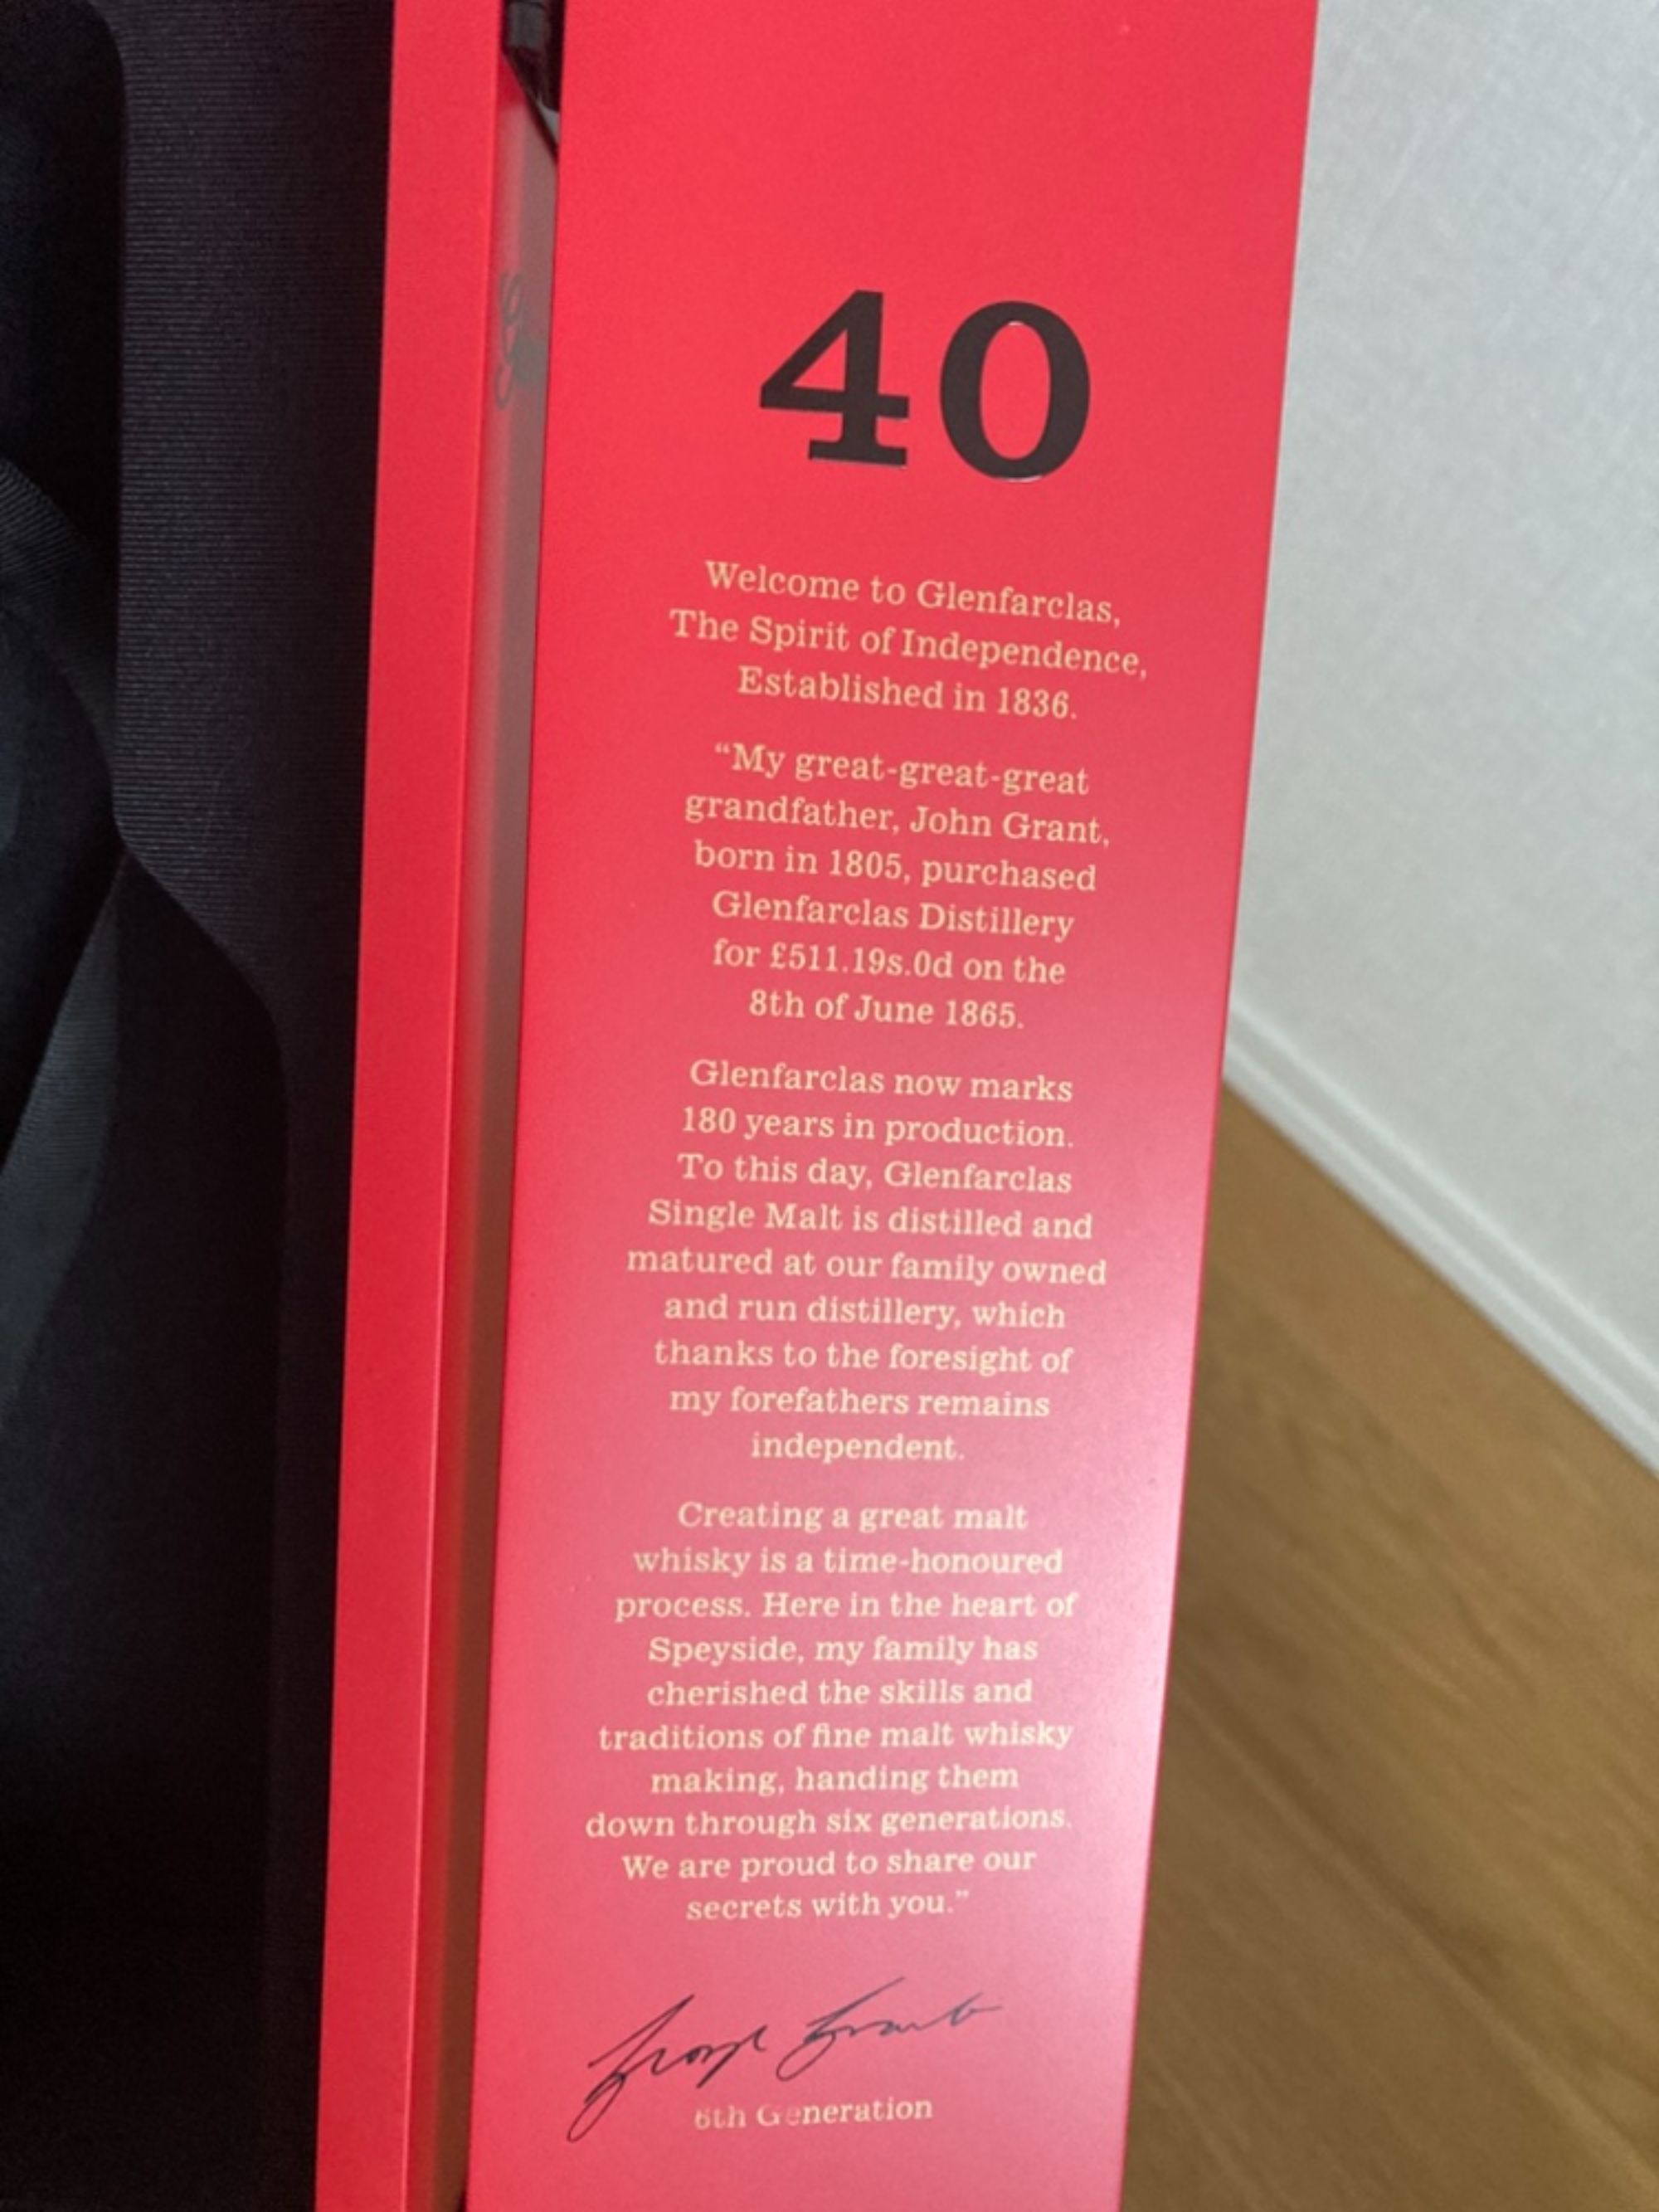 40
Welcome to Glenfarclas,
The Spirit of Independence,
Established in 1836.
“My great-great-great
grandfather, John Grant,
born in 1805, purchased
Glenfarclas Distillery
for £511.19s.0d on the
8th of June 1865.
Glenfarclas now marks
180 years in production.
To this day, Glenfarclas
Single Malt is distilled and
matured at our family owned
and run distillery, which
thanks to the foresight of
my forefathers remains
independent.
Creating a great malt
whisky is a time-honoured
process. Here in the heart of
Speyside, my family has
cherished the skills and
traditions of fine malt whisky
making, handing them
down through six generations.
We are proud to share our
secrets with you.”
George Grant
6th Generation